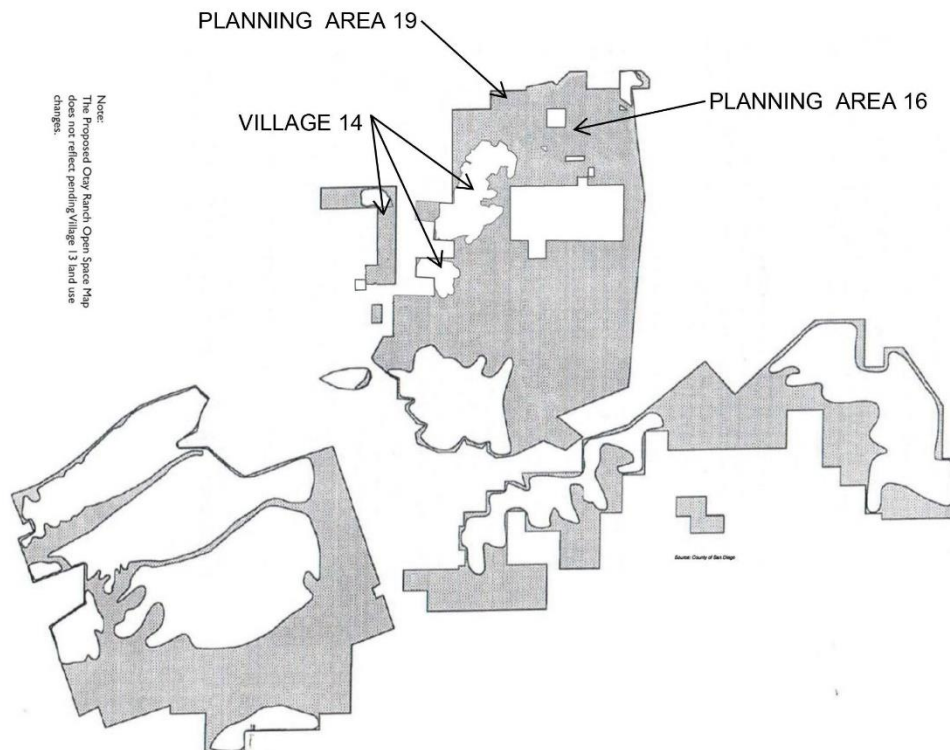 PLANNING AREA 19
PLANNING AREA 16
VILLAGE 14
Note:
The Proposed Otay Ranch Open Space Map
does not reflect pending Village 13 land use
changes.
Source: County of San Diego